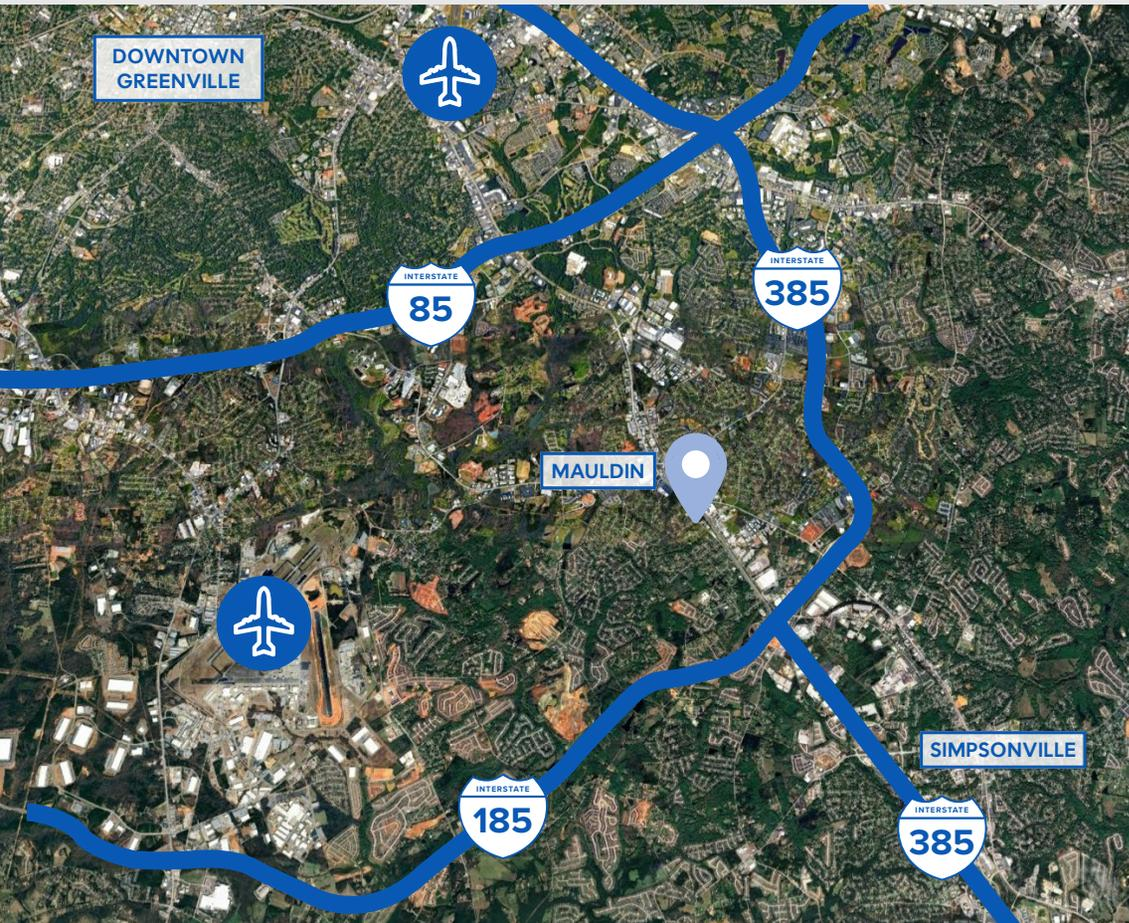 DOWNTOWN
GREENVILLE
INTERSTATE
85
INTERSTATE
385
MAULDIN
SIMPSONVILLE
INTERSTATE
185
INTERSTATE
385